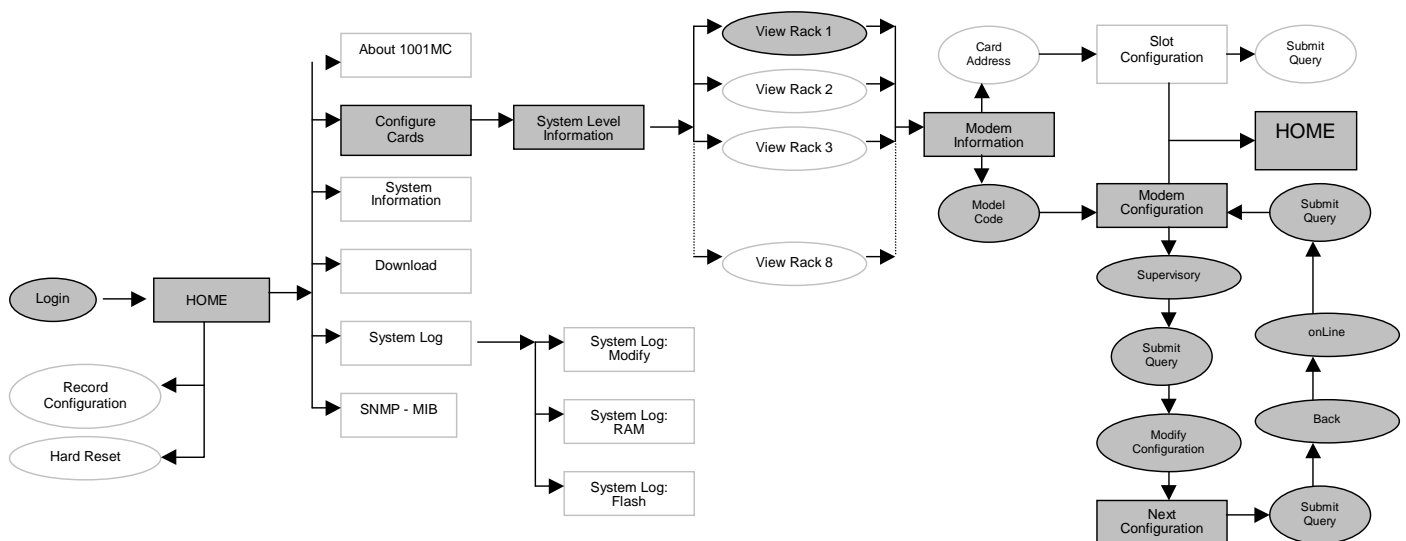 Login
HOME
Record
Configuration
Hard Reset
About 1001MC
Configure
Cards
System
Information
Download
System Log
SNMP - MIB
System Log:
Modify
System Log:
RAM
System Log:
Flash
System Level
Information
View Rack 1
View Rack 2
View Rack 3
View Rack 8
Modem
Information
Card
Address
Model
Code
Slot
Configuration
Submit
Query
HOME
Modem
Configuration
Supervisory
Submit
Query
Modify
Configuration
Next
Configuration
Submit
Query
Back
onLine
Submit
Query